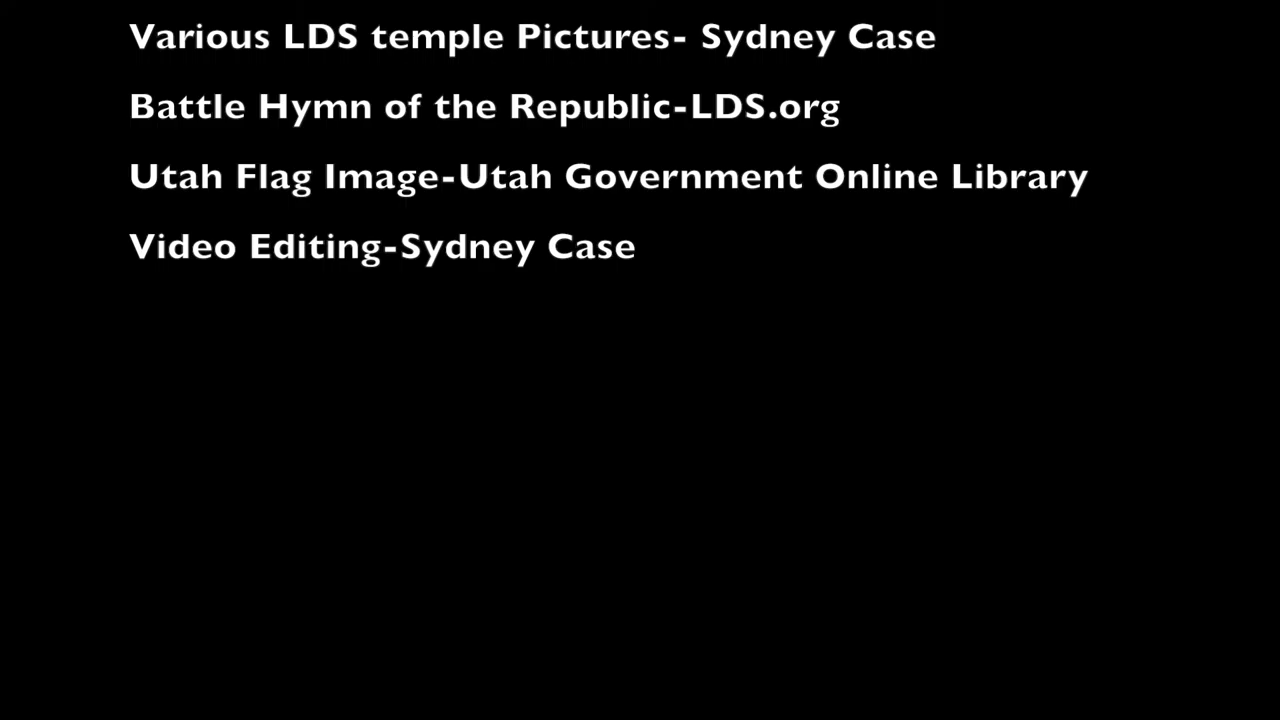 Various LDS temple Pictures- Sydney Case
Battle Hymn of the Republic-LDS.org
Utah Flag Image-Utah Government Online Library
Video Editing-Sydney Case